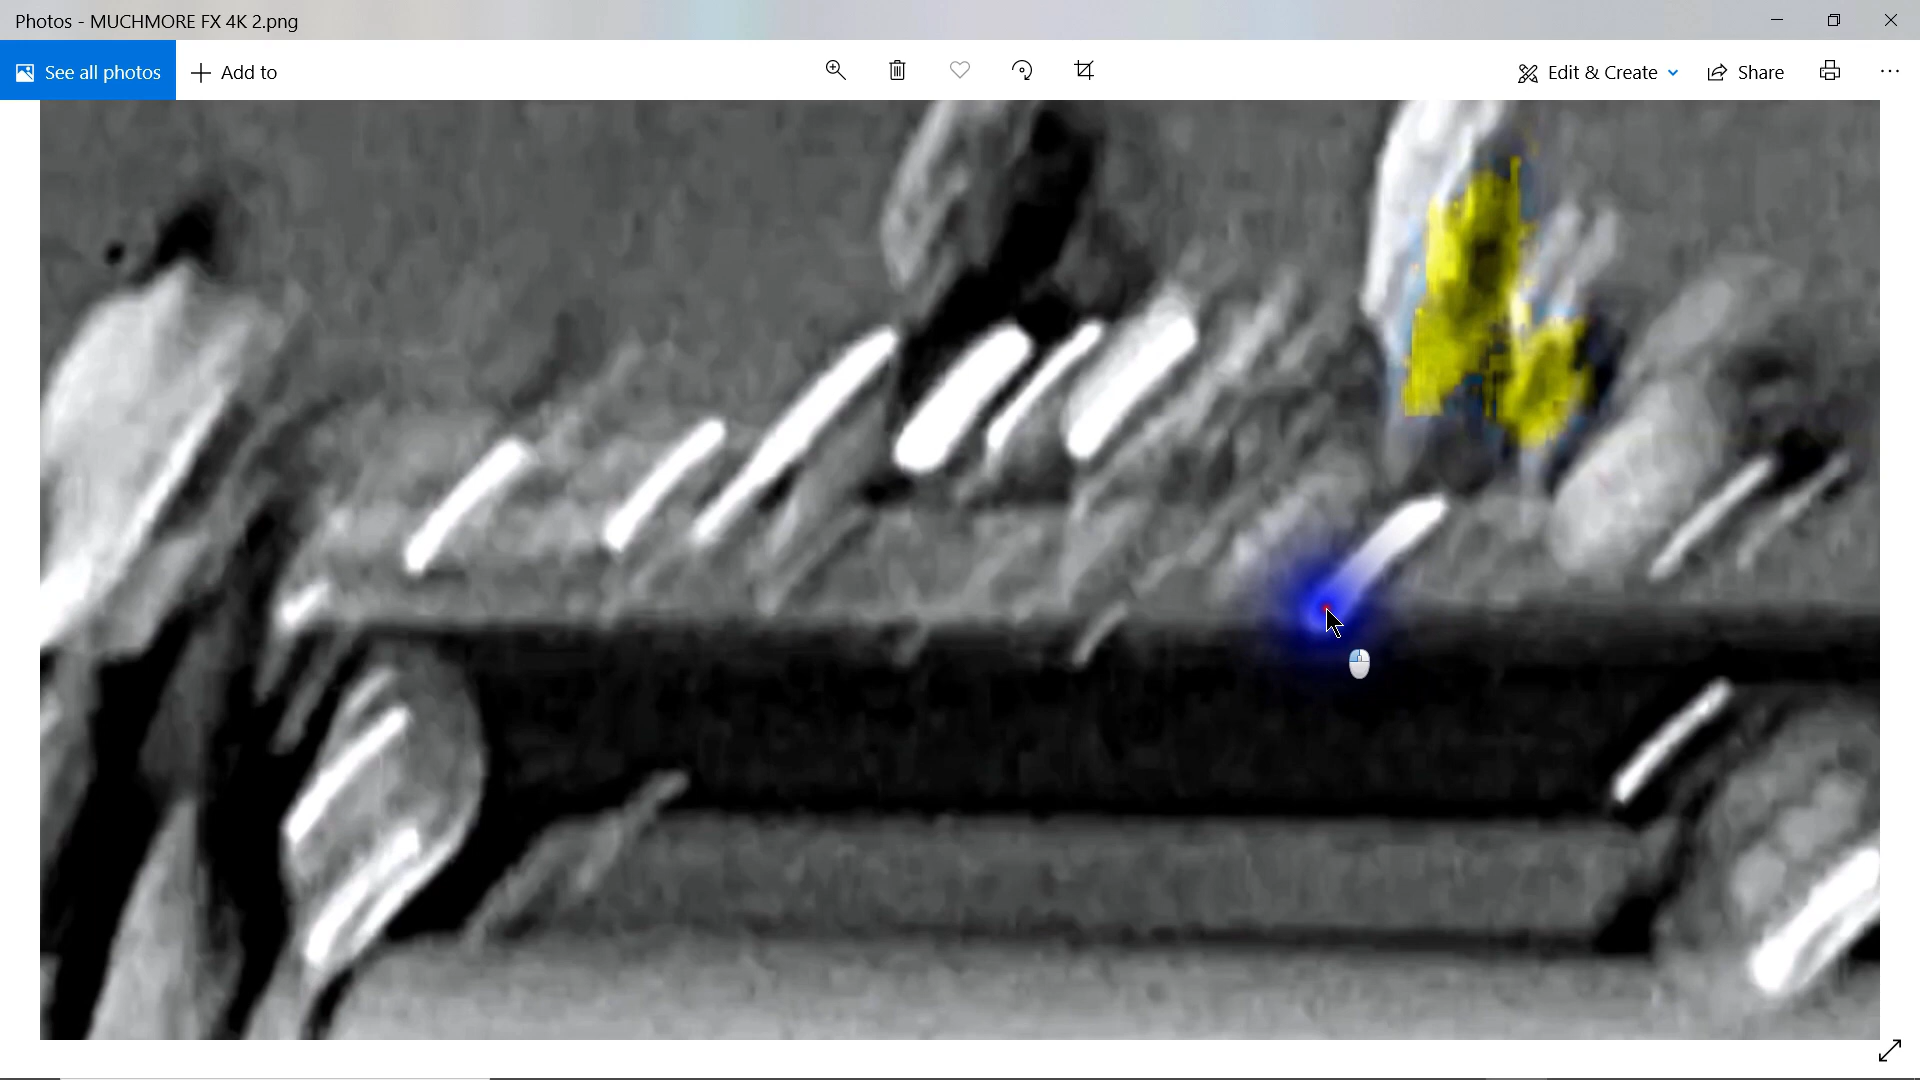 Photos - MUCHMORE FX 4K 2.png
See all photos
Add to
Edit & Create
Share